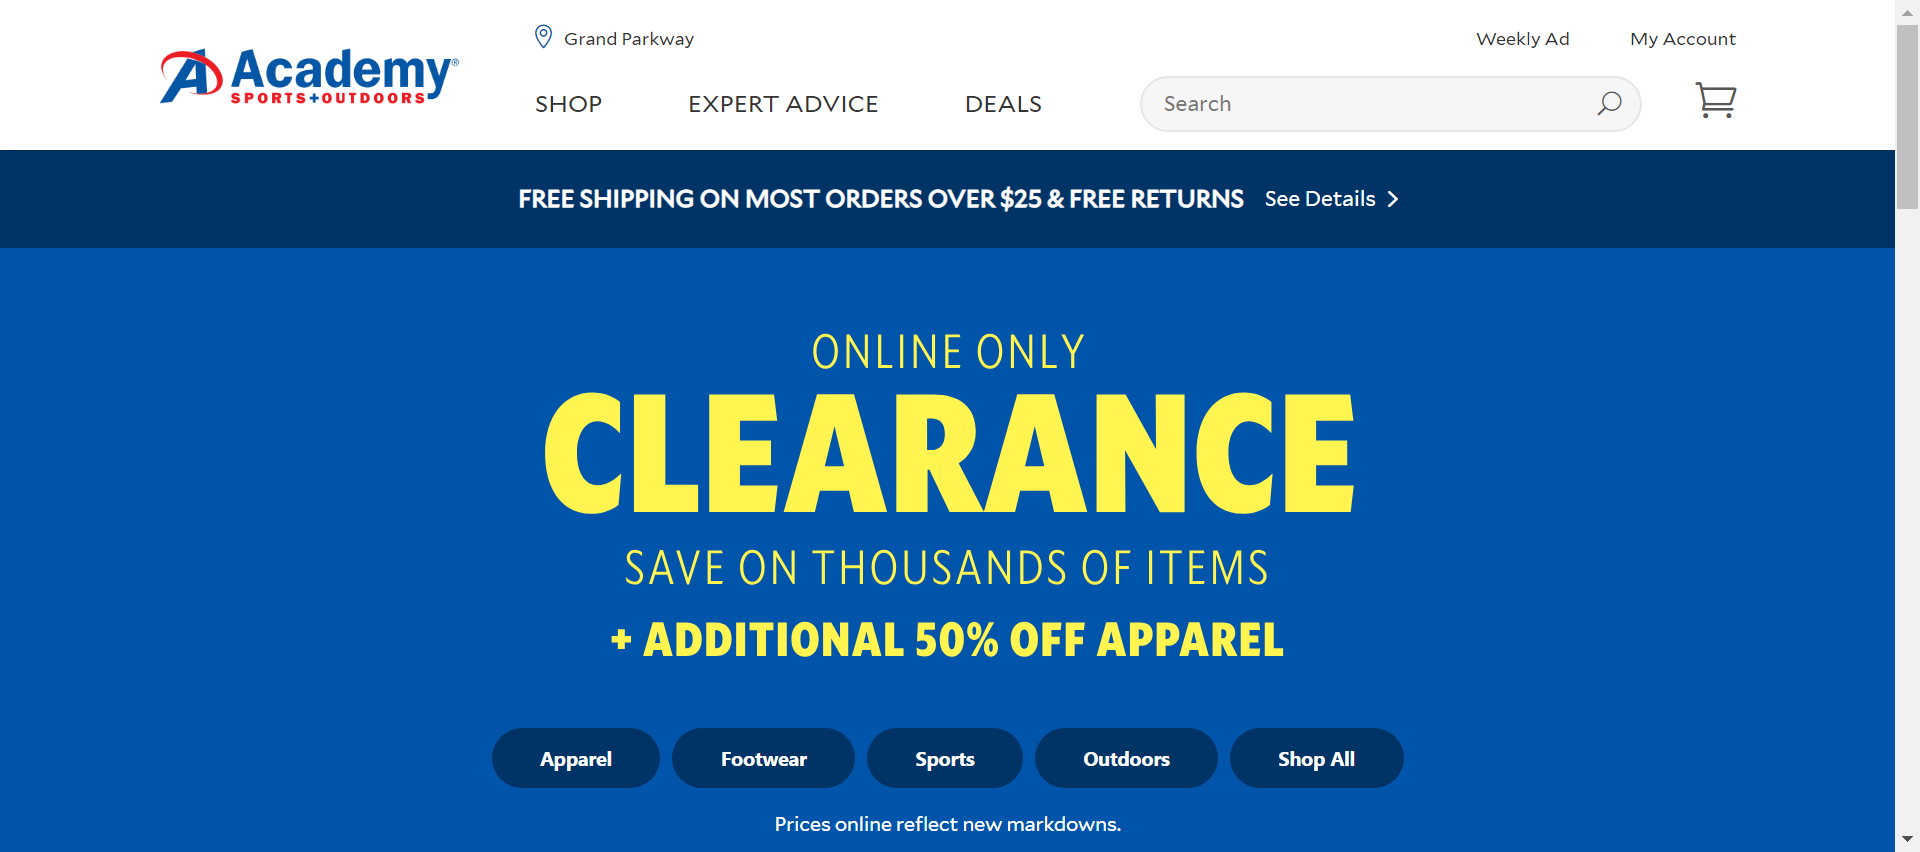 Grand Parkway
Weekly Ad
My Account
Academy®
SPORTS+OUTDOORS
SHOP
EXPERT ADVICE
DEALS
Search
FREE SHIPPING ON MOST ORDERS OVER $25 & FREE RETURNS See Details
ONLINE ONLY
CLEARANCE
SAVE ON THOUSANDS OF ITEMS
+ ADDITIONAL 50% OFF APPAREL
Apparel
Footwear
Sports
Outdoors
Shop All
Prices online reflect new markdowns.